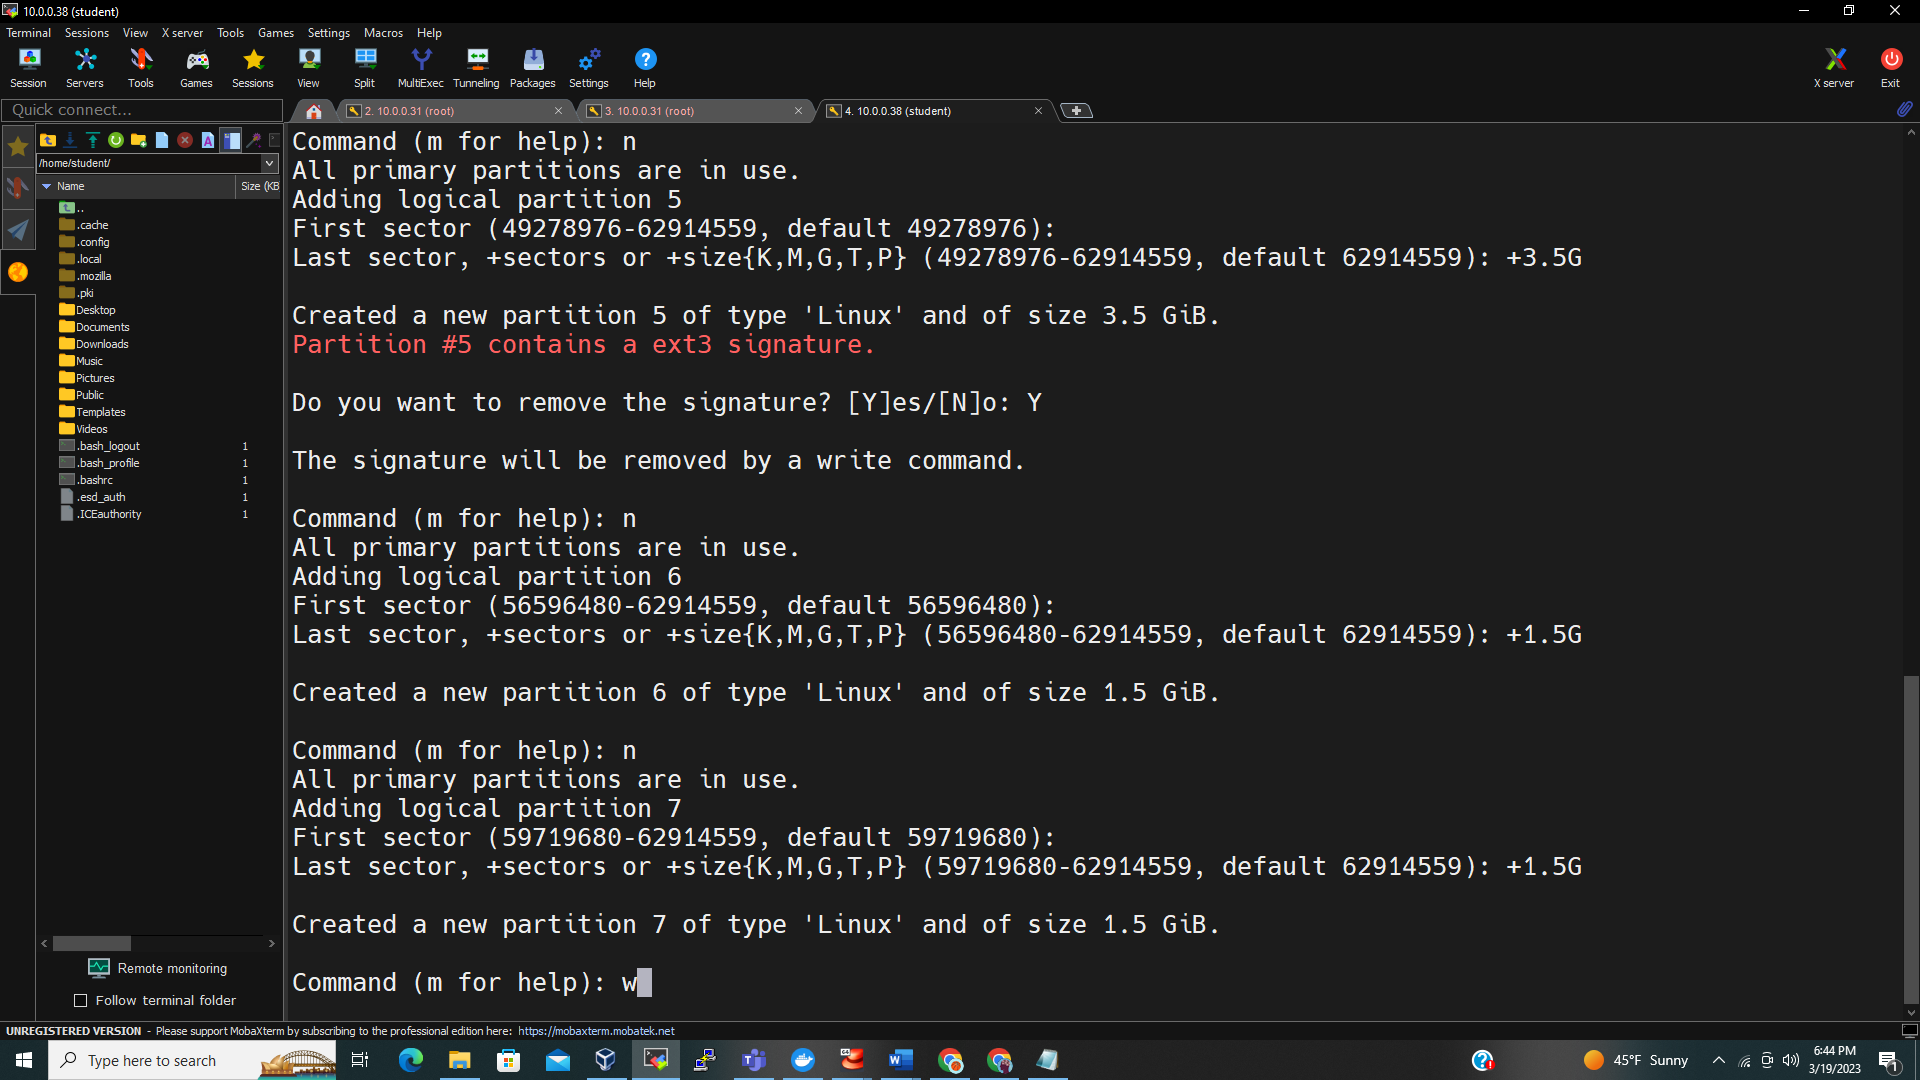 10.0.0.38 (student)
Terminal Sessions View X server Tools Games Settings Macros Help
Session Servers Tools Games Sessions View Split MultiExec Tunneling Packages Settings Help X server Exit
Quick connect...
2. 10.0.0.31 (root)
3. 10.0.0.31 (root)
4. 10.0.0.38 (student)
/home/student/
Name Size (KB
..
.cache
.config
.local
.mozilla
.pki
Desktop
Documents
Downloads
Music
Pictures
Public
Templates
Videos
.bash_logout 1
.bash_profile 1
.bashrc 1
.esd_auth 1
.ICEauthority 1
Remote monitoring
Follow terminal folder
Command (m for help): n
All primary partitions are in use.
Adding logical partition 5
First sector (49278976-62914559, default 49278976):
Last sector, +sectors or +size{K,M,G,T,P} (49278976-62914559, default 62914559): +3.5G
Created a new partition 5 of type 'Linux' and of size 3.5 GiB.
Partition #5 contains a ext3 signature.
Do you want to remove the signature? [Y]es/[N]o: Y
The signature will be removed by a write command.
Command (m for help): n
All primary partitions are in use.
Adding logical partition 6
First sector (56596480-62914559, default 56596480):
Last sector, +sectors or +size{K,M,G,T,P} (56596480-62914559, default 62914559): +1.5G
Created a new partition 6 of type 'Linux' and of size 1.5 GiB.
Command (m for help): n
All primary partitions are in use.
Adding logical partition 7
First sector (59719680-62914559, default 59719680):
Last sector, +sectors or +size{K,M,G,T,P} (59719680-62914559, default 62914559): +1.5G
Created a new partition 7 of type 'Linux' and of size 1.5 GiB.
Command (m for help): w
UNREGISTERED VERSION - Please support MobaXterm by subscribing to the professional edition here: https://mobaxterm.mobatek.net
Type here to search
45°F Sunny
6:44 PM
3/19/2023
1